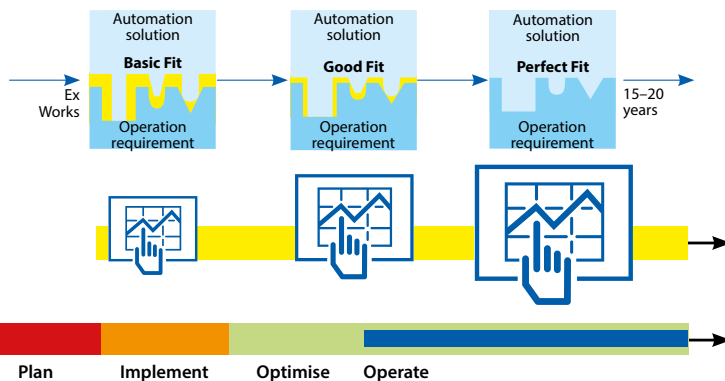 Automation
solution
Basic Fit
Operation
requirement
Automation
solution
Good Fit
Operation
requirement
Automation
solution
Perfect Fit
Operation
requirement
Ex
Works
15–20
years
Plan
Implement
Optimise
Operate